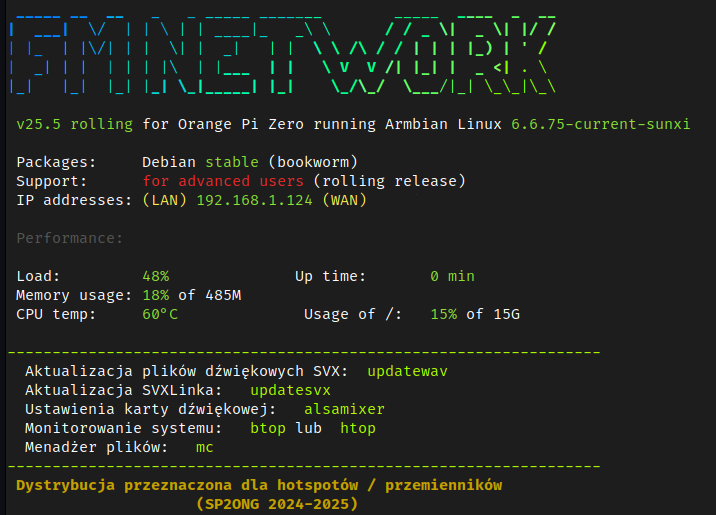 FM NETWORK
v25.5 rolling for Orange Pi Zero running Armbian Linux 6.6.75-current-sunxi
Packages: Debian stable (bookworm)
Support: for advanced users (rolling release)
IP addresses: (LAN) 192.168.1.124 (WAN)
Performance:
Load: 48% Up time: 0 min
Memory usage: 18% of 485M
CPU temp: 60°C Usage of /: 15% of 15G
Aktualizacja plików dźwiękowych SVX: updatewav
Aktualizacja SVXLinka: updatesvx
Ustawienia karty dźwiękowej: alsamixer
Monitorowanie systemu: btop lub htop
Menadżer plików: mc
Dystrybucja przeznaczona dla hotspotów / przemienników
(SP2ONG 2024-2025)